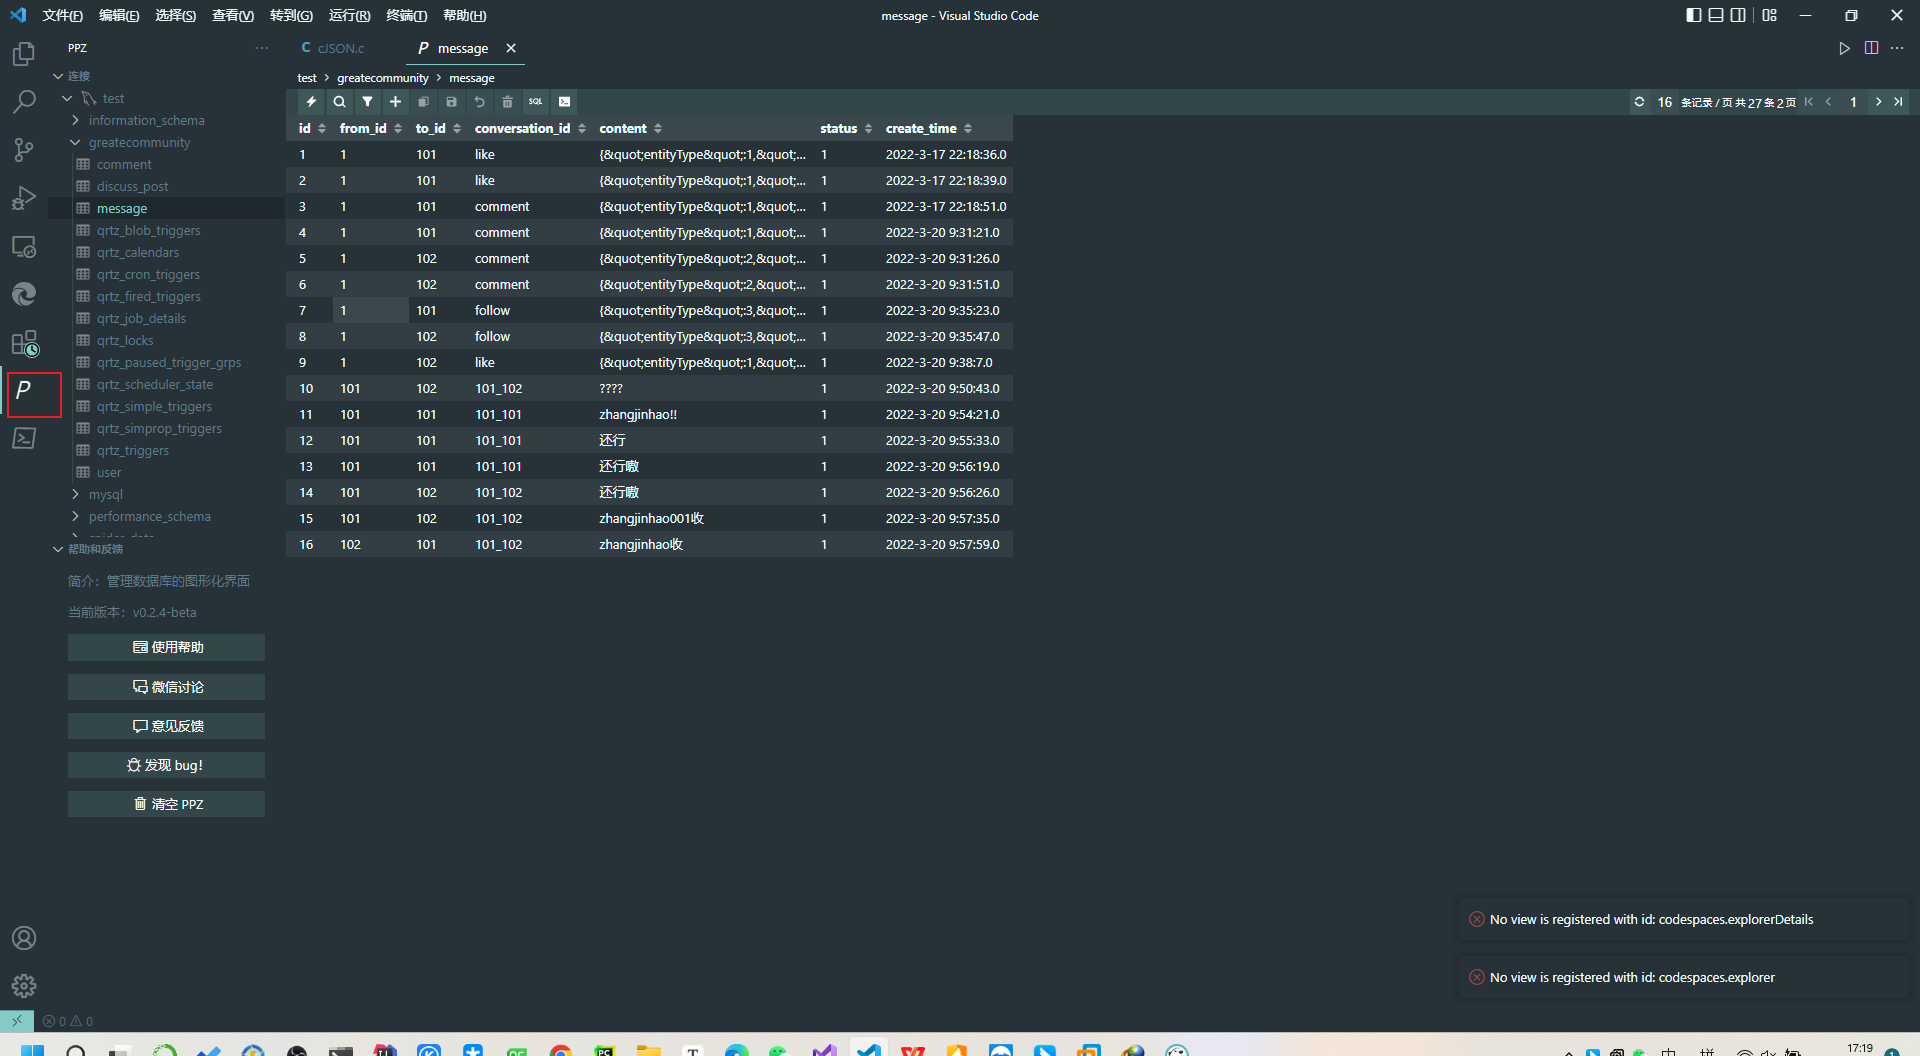 文件(F) 编辑(E) 选择(S) 查看(V) 转到(G) 运行(R) 终端(T) 帮助(H)
message - Visual Studio Code
PPZ
cJSON.c
P message
连接
test
information_schema
greatecommunity
comment
discuss_post
message
qrtz_blob_triggers
qrtz_calendars
qrtz_cron_triggers
qrtz_fired_triggers
qrtz_job_details
qrtz_locks
qrtz_paused_trigger_grps
qrtz_scheduler_state
qrtz_simple_triggers
qrtz_simprop_triggers
qrtz_triggers
user
mysql
performance_schema
帮助和反馈
简介：管理数据库的图形化界面
当前版本：v0.2.4-beta
使用帮助
微信讨论
意见反馈
发现 bug！
清空 PPZ
P
0 0
test > greatecommunity > message
SQL
16 条记录 / 页 共 27 条 2 页 1
id from_id to_id conversation_id content status create_time
1 1 101 like {&quot;entityType&quot;:1,&quot;... 1 2022-3-17 22:18:36.0
2 1 101 like {&quot;entityType&quot;:1,&quot;... 1 2022-3-17 22:18:39.0
3 1 101 comment {&quot;entityType&quot;:1,&quot;... 1 2022-3-17 22:18:51.0
4 1 101 comment {&quot;entityType&quot;:1,&quot;... 1 2022-3-20 9:31:21.0
5 1 102 comment {&quot;entityType&quot;:2,&quot;... 1 2022-3-20 9:31:26.0
6 1 102 comment {&quot;entityType&quot;:2,&quot;... 1 2022-3-20 9:31:51.0
7 1 101 follow {&quot;entityType&quot;:3,&quot;... 1 2022-3-20 9:35:23.0
8 1 102 follow {&quot;entityType&quot;:3,&quot;... 1 2022-3-20 9:35:47.0
9 1 102 like {&quot;entityType&quot;:1,&quot;... 1 2022-3-20 9:38:7.0
10 101 102 101_102 ???? 1 2022-3-20 9:50:43.0
11 101 101 101_101 zhangjinhao!! 1 2022-3-20 9:54:21.0
12 101 101 101_101 还行 1 2022-3-20 9:55:33.0
13 101 101 101_101 还行嗷 1 2022-3-20 9:56:19.0
14 101 102 101_102 还行嗷 1 2022-3-20 9:56:26.0
15 101 102 101_102 zhangjinhao001收 1 2022-3-20 9:57:35.0
16 102 101 101_102 zhangjinhao收 1 2022-3-20 9:57:59.0
No view is registered with id: codespaces.explorerDetails
No view is registered with id: codespaces.explorer
17:19